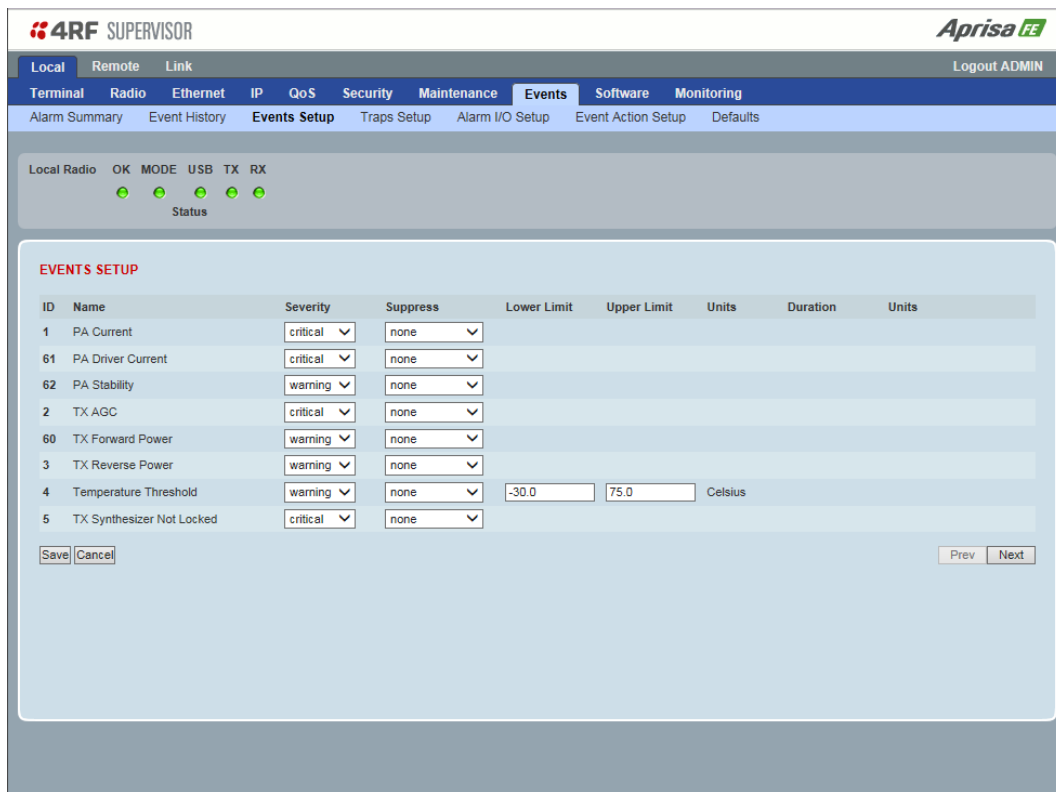 4RF SUPERVISOR
Aprisa FE
Local Remote Link Logout ADMIN
Terminal Radio Ethernet IP QoS Security Maintenance Events Software Monitoring
Alarm Summary Event History Events Setup Traps Setup Alarm I/O Setup Event Action Setup Defaults
Local Radio OK MODE USB TX RX
Status
EVENTS SETUP
ID Name Severity Suppress Lower Limit Upper Limit Units Duration Units
1 PA Current critical none
61 PA Driver Current critical none
62 PA Stability warning none
2 TX AGC critical none
60 TX Forward Power warning none
3 TX Reverse Power warning none
4 Temperature Threshold warning none -30.0 75.0 Celsius
5 TX Synthesizer Not Locked critical none
Save Cancel Prev Next